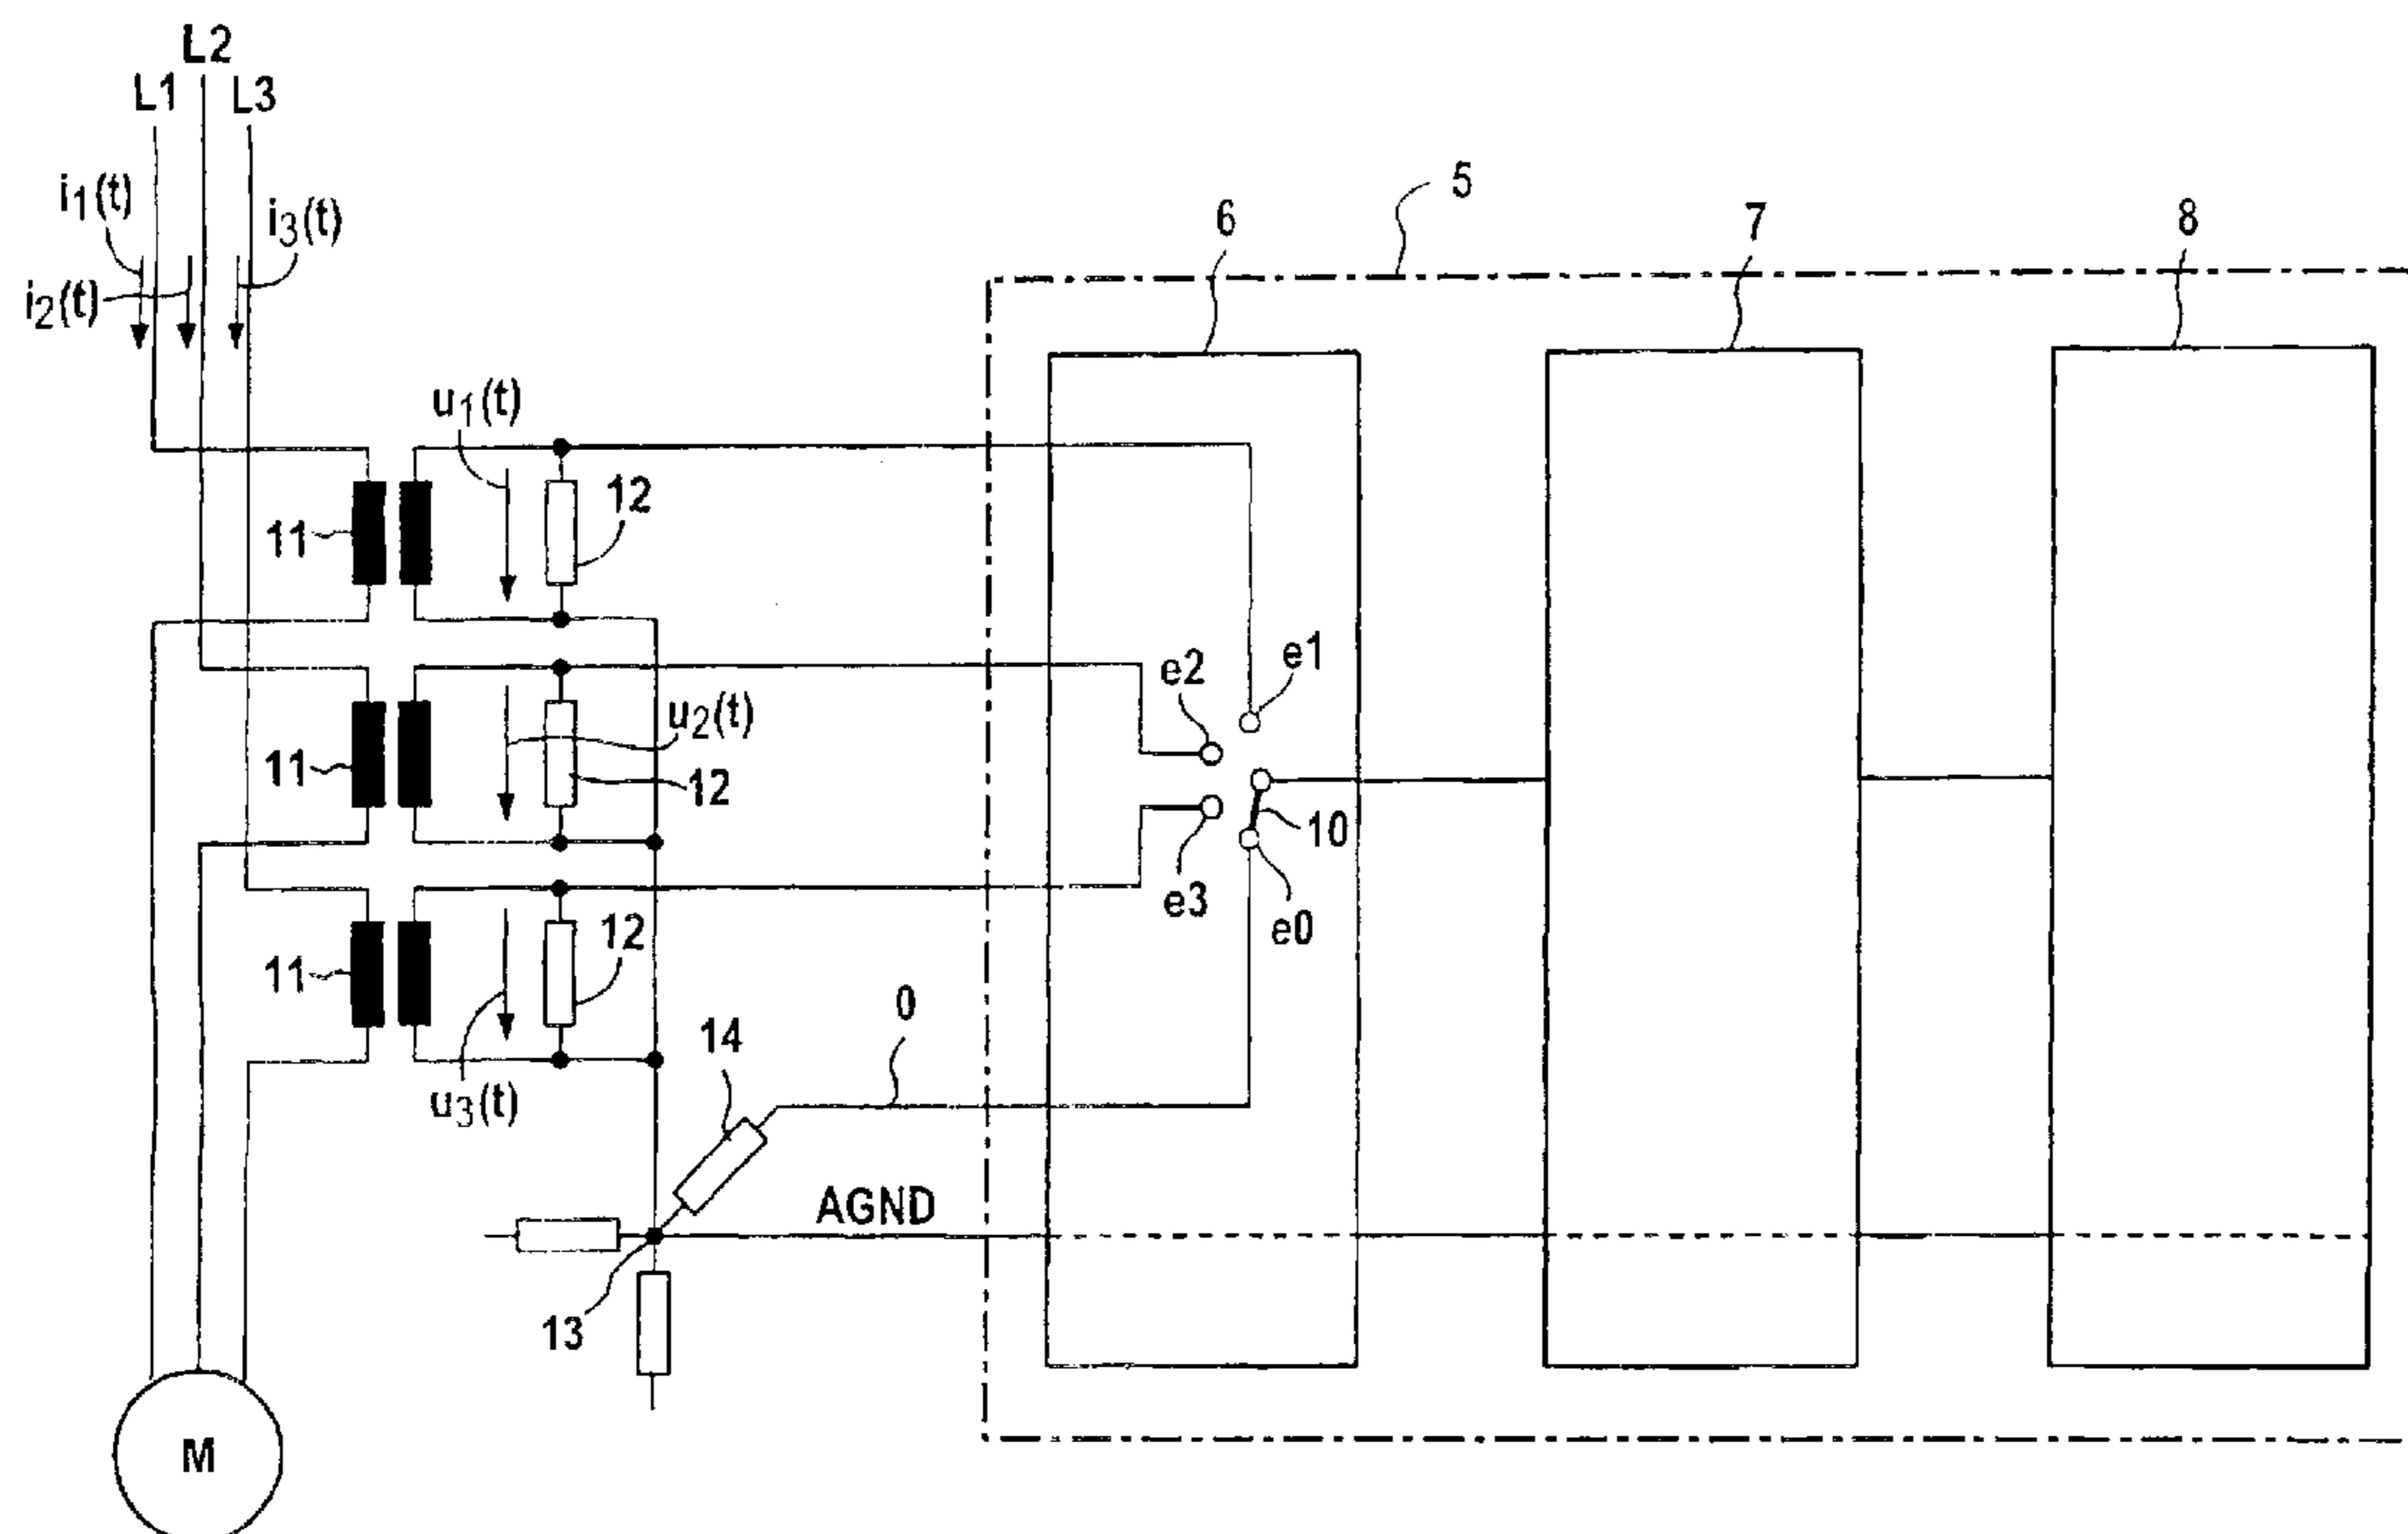 L2
L1
L3
5
i1(t)
i3(t)
6
7
8
i2(t)
u1(t)
12
11
e1
e2
u2(t)
11
12
10
e3
e0
12
11
0
14
u3(t)
AGND
13
M